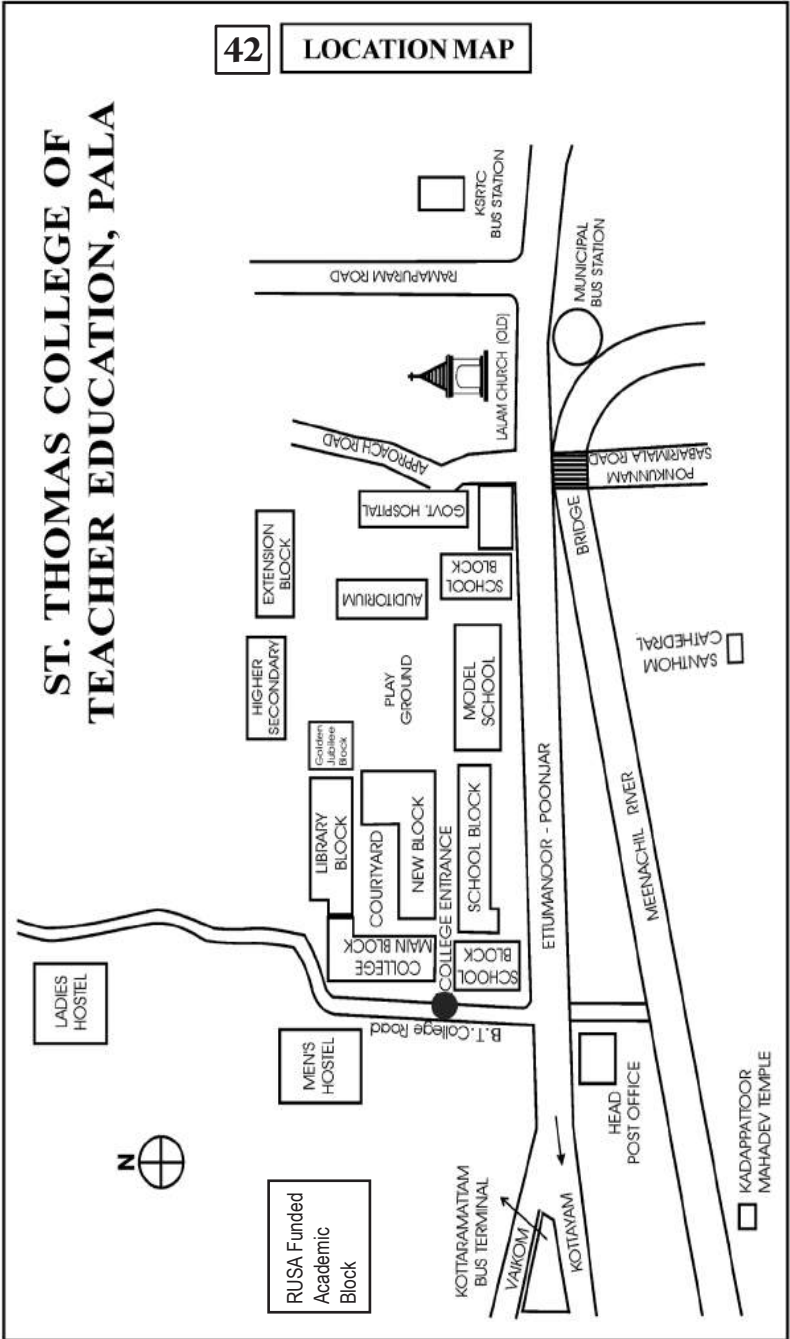 42
LOCATION MAP
ST. THOMAS COLLEGE OF
TEACHER EDUCATION, PALA
N
LADIES
HOSTEL
MEN'S
HOSTEL
RUSA Funded
Academic
Block
HIGHER
SECONDARY
EXTENSION
BLOCK
Golden
Jubilee
Block
LIBRARY
BLOCK
COURTYARD
NEW BLOCK
COLLEGE
MAIN BLOCK
COLLEGE ENTRANCE
SCHOOL
BLOCK
SCHOOL BLOCK
PLAY
GROUND
MODEL
SCHOOL
AUDITORIUM
SCHOOL
BLOCK
GOVT. HOSPITAL
APPROACH ROAD
LALAM CHURCH (OLD)
RAMAPURAM ROAD
KSRTC
BUS STATION
B.T. College Road
ETTUMANOOR - POONJAR
KOTTARAMATTAM
BUS TERMINAL
VAIKOM
KOTTAYAM
HEAD
POST OFFICE
MUNICIPAL
BUS STATION
BRIDGE
PONKUNNAM
SABARIMALA ROAD
MEENACHIL RIVER
SANTHOM
CATHEDRAL
KADAPPATTOOR
MAHADEV TEMPLE